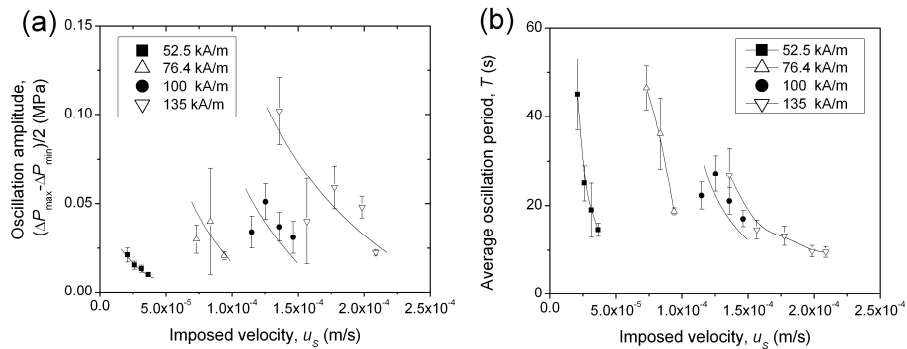 (a)
52.5 kA/m
76.4 kA/m
100 kA/m
135 kA/m
Oscillation amplitude,
(ΔPmax-ΔPmin)/2 (MPa)
0.15
0.10
0.05
0.00
0.0
5.0x10-5
1.0x10-4
1.5x10-4
2.0x10-4
2.5x10-4
Imposed velocity, uS (m/s)
(b)
52.5 kA/m
76.4 kA/m
100 kA/m
135 kA/m
Average oscillation period, T (s)
60
40
20
0
0.0
5.0x10-5
1.0x10-4
1.5x10-4
2.0x10-4
2.5x10-4
Imposed velocity, uS (m/s)